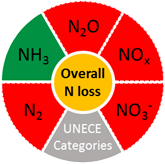 N₂O
NH₃
NOₓ
Overall
N loss
N₂
NO₃⁻
UNECE
Categories